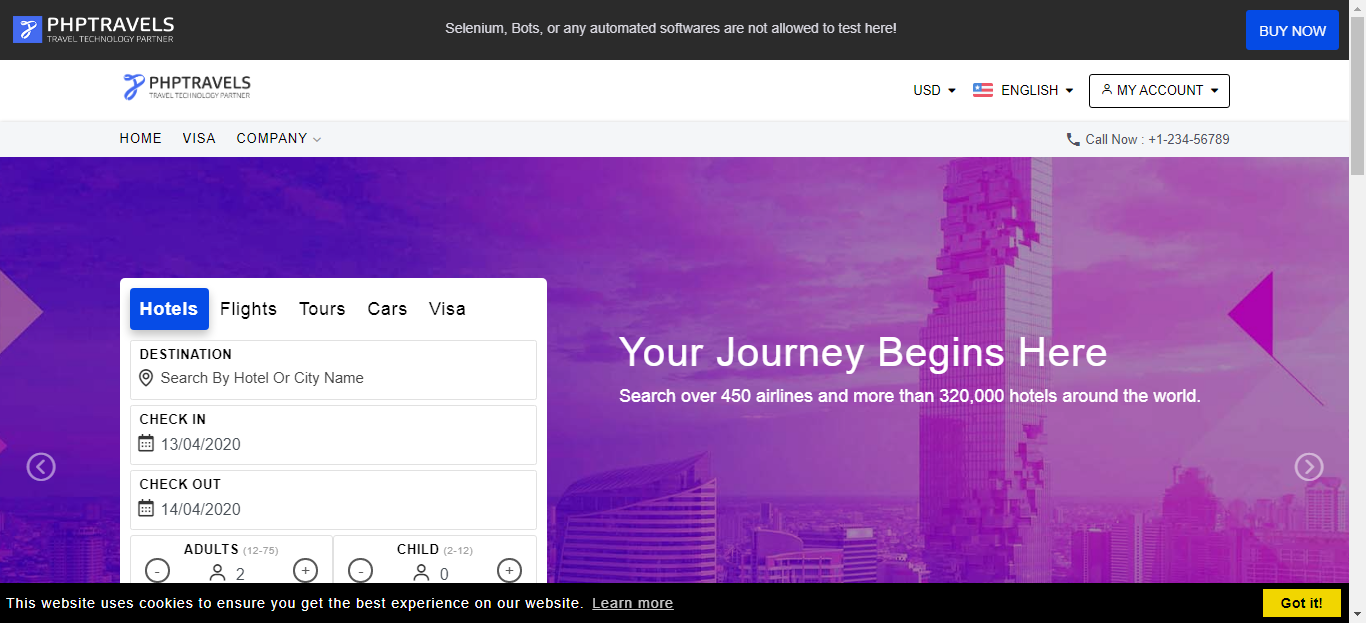 PHPTRAVELS
TRAVEL TECHNOLOGY PARTNER
Selenium, Bots, or any automated softwares are not allowed to test here!
BUY NOW
PHPTRAVELS
TRAVEL TECHNOLOGY PARTNER
USD
ENGLISH
MY ACCOUNT
HOME VISA COMPANY
Call Now : +1-234-56789
Hotels Flights Tours Cars Visa
DESTINATION
Search By Hotel Or City Name
CHECK IN
13/04/2020
CHECK OUT
14/04/2020
ADULTS (12-75)
- 2 +
CHILD (2-12)
- 0 +
Your Journey Begins Here
Search over 450 airlines and more than 320,000 hotels around the world.
This website uses cookies to ensure you get the best experience on our website. Learn more
Got it!